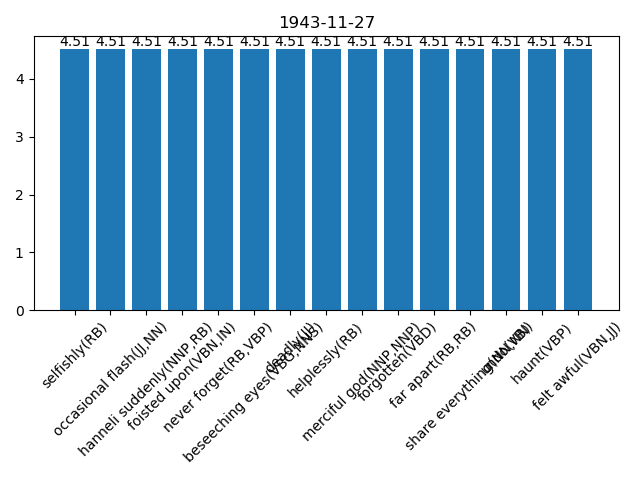 1943-11-27
4.51 4.51 4.51 4.51 4.51 4.51 4.51 4.51 4.51 4.51 4.51 4.51 4.51 4.51 4.51
4
3
2
1
0
selfishly(RB)
occasional flash(JJ,NN)
hanneli suddenly(NNP,RB)
foisted upon(VBN,IN)
never forget(RB,VBP)
beseeching eyes(VBG,NNS)
helplessly(RB)
merciful god(NNP,NNP)
forgotten(VBD)
far apart(RB,RB)
share everything
haunt(VBP)
felt awful(VBN,JJ)